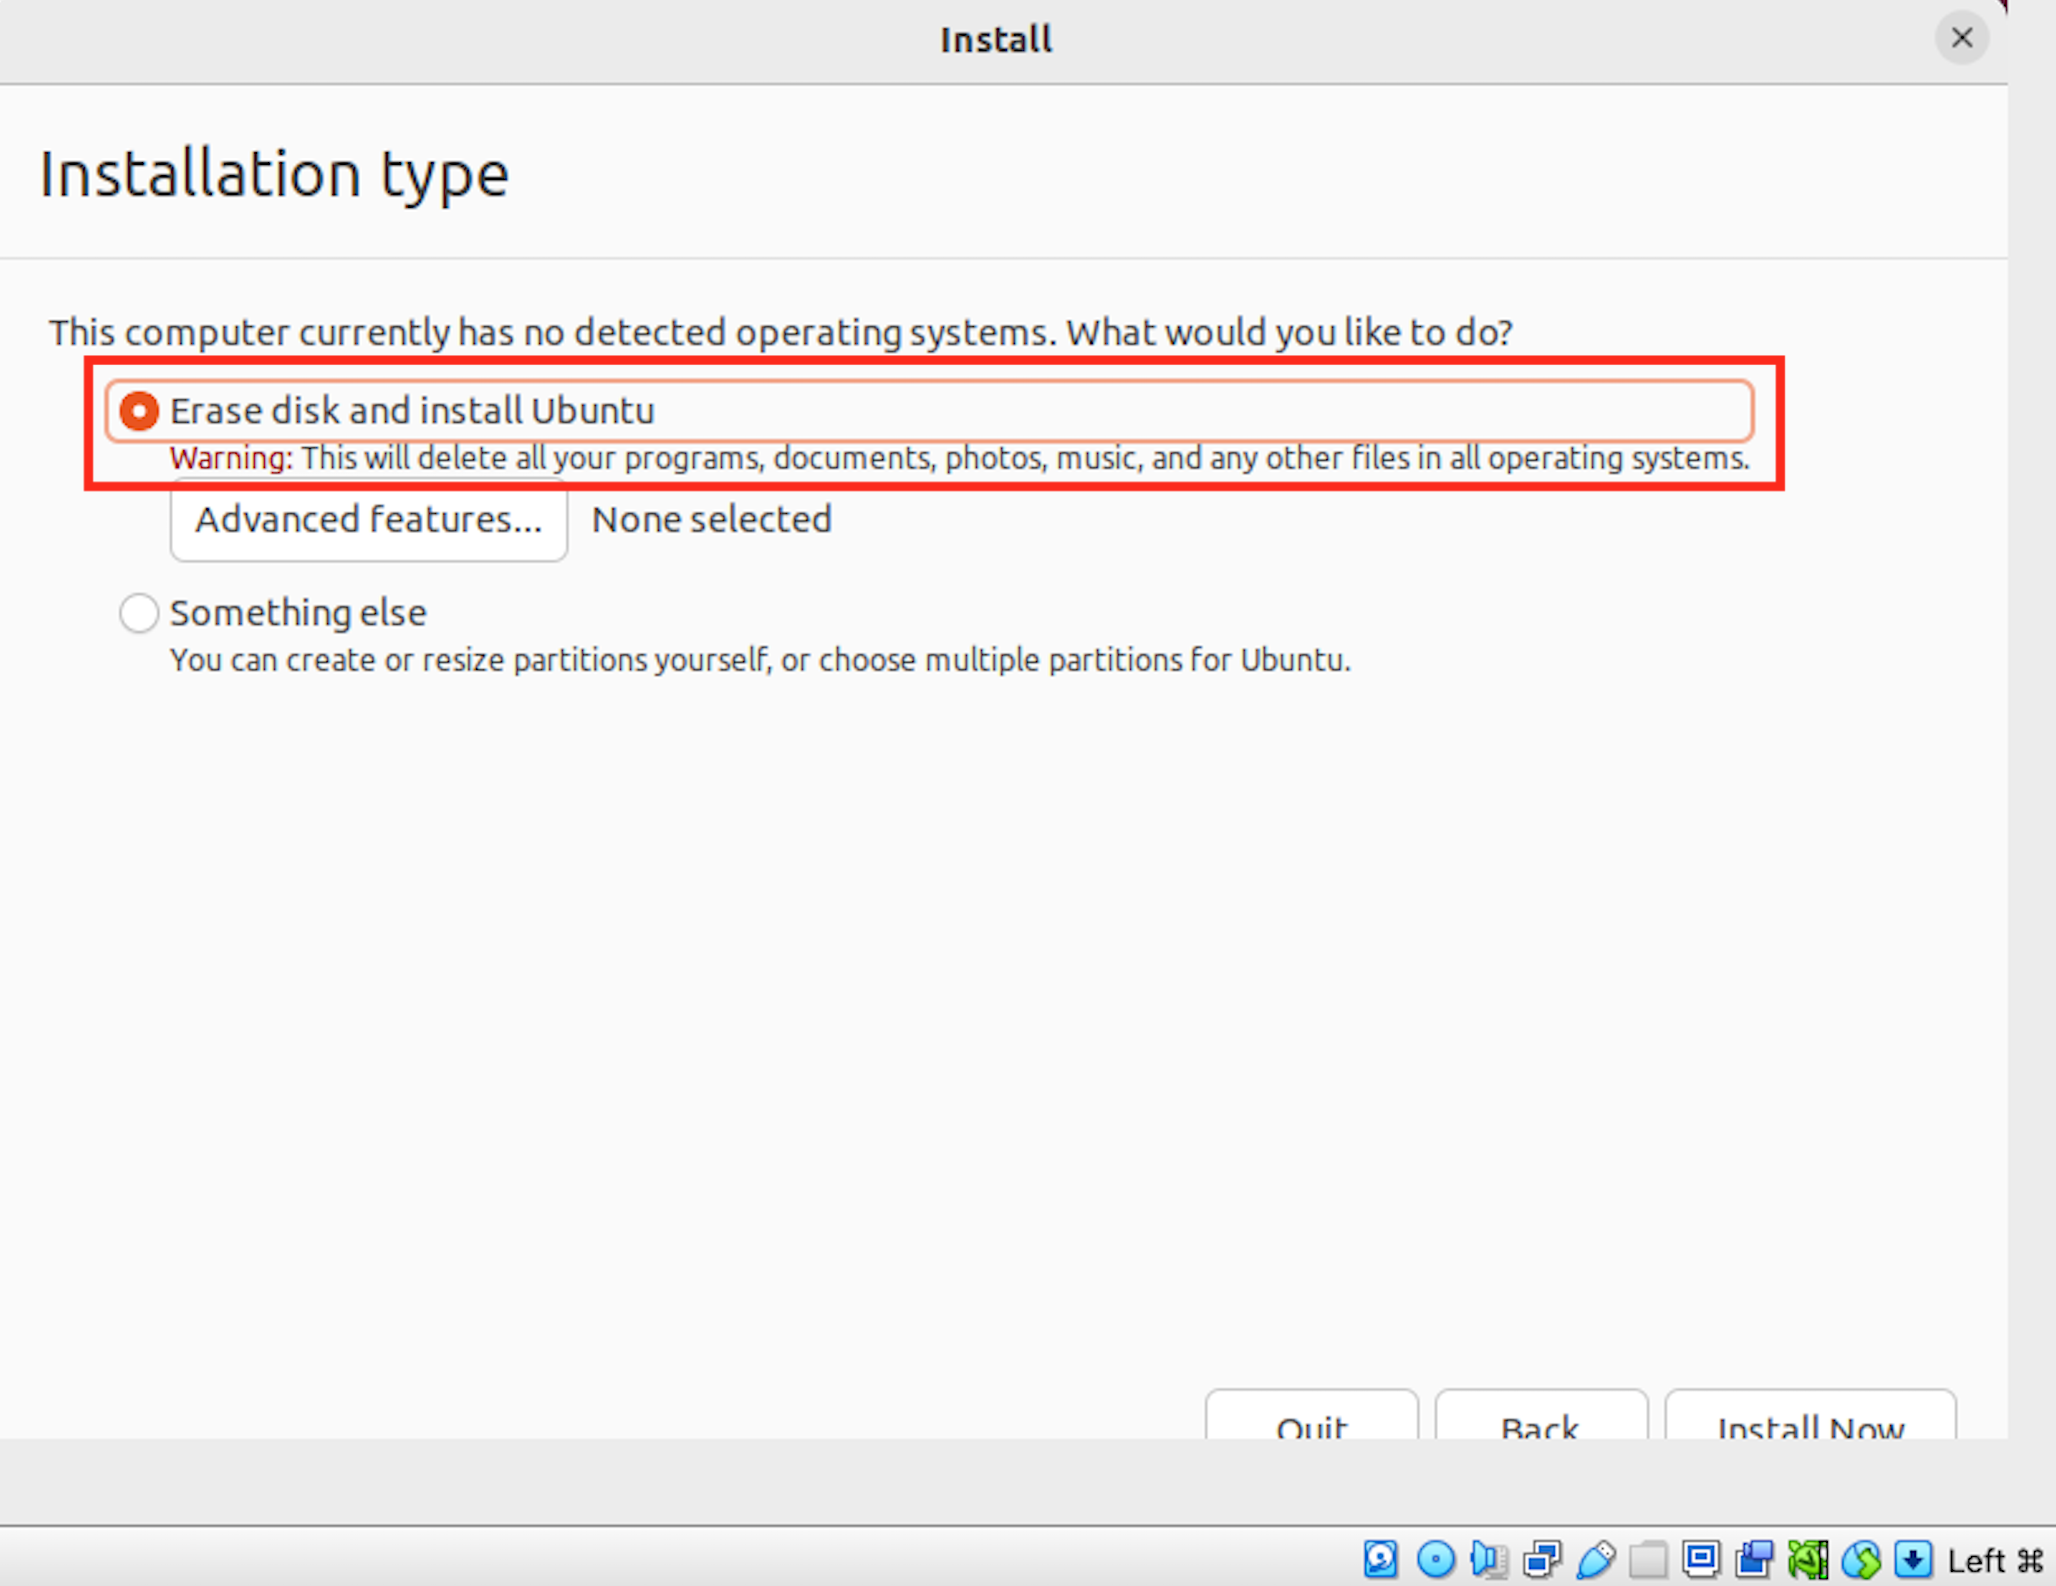 Install
Installation type
This computer currently has no detected operating systems. What would you like to do?
Erase disk and install Ubuntu
Warning: This will delete all your programs, documents, photos, music, and any other files in all operating systems.
Advanced features... None selected
Something else
You can create or resize partitions yourself, or choose multiple partitions for Ubuntu.
Quit Back Install Now
Left ⌘